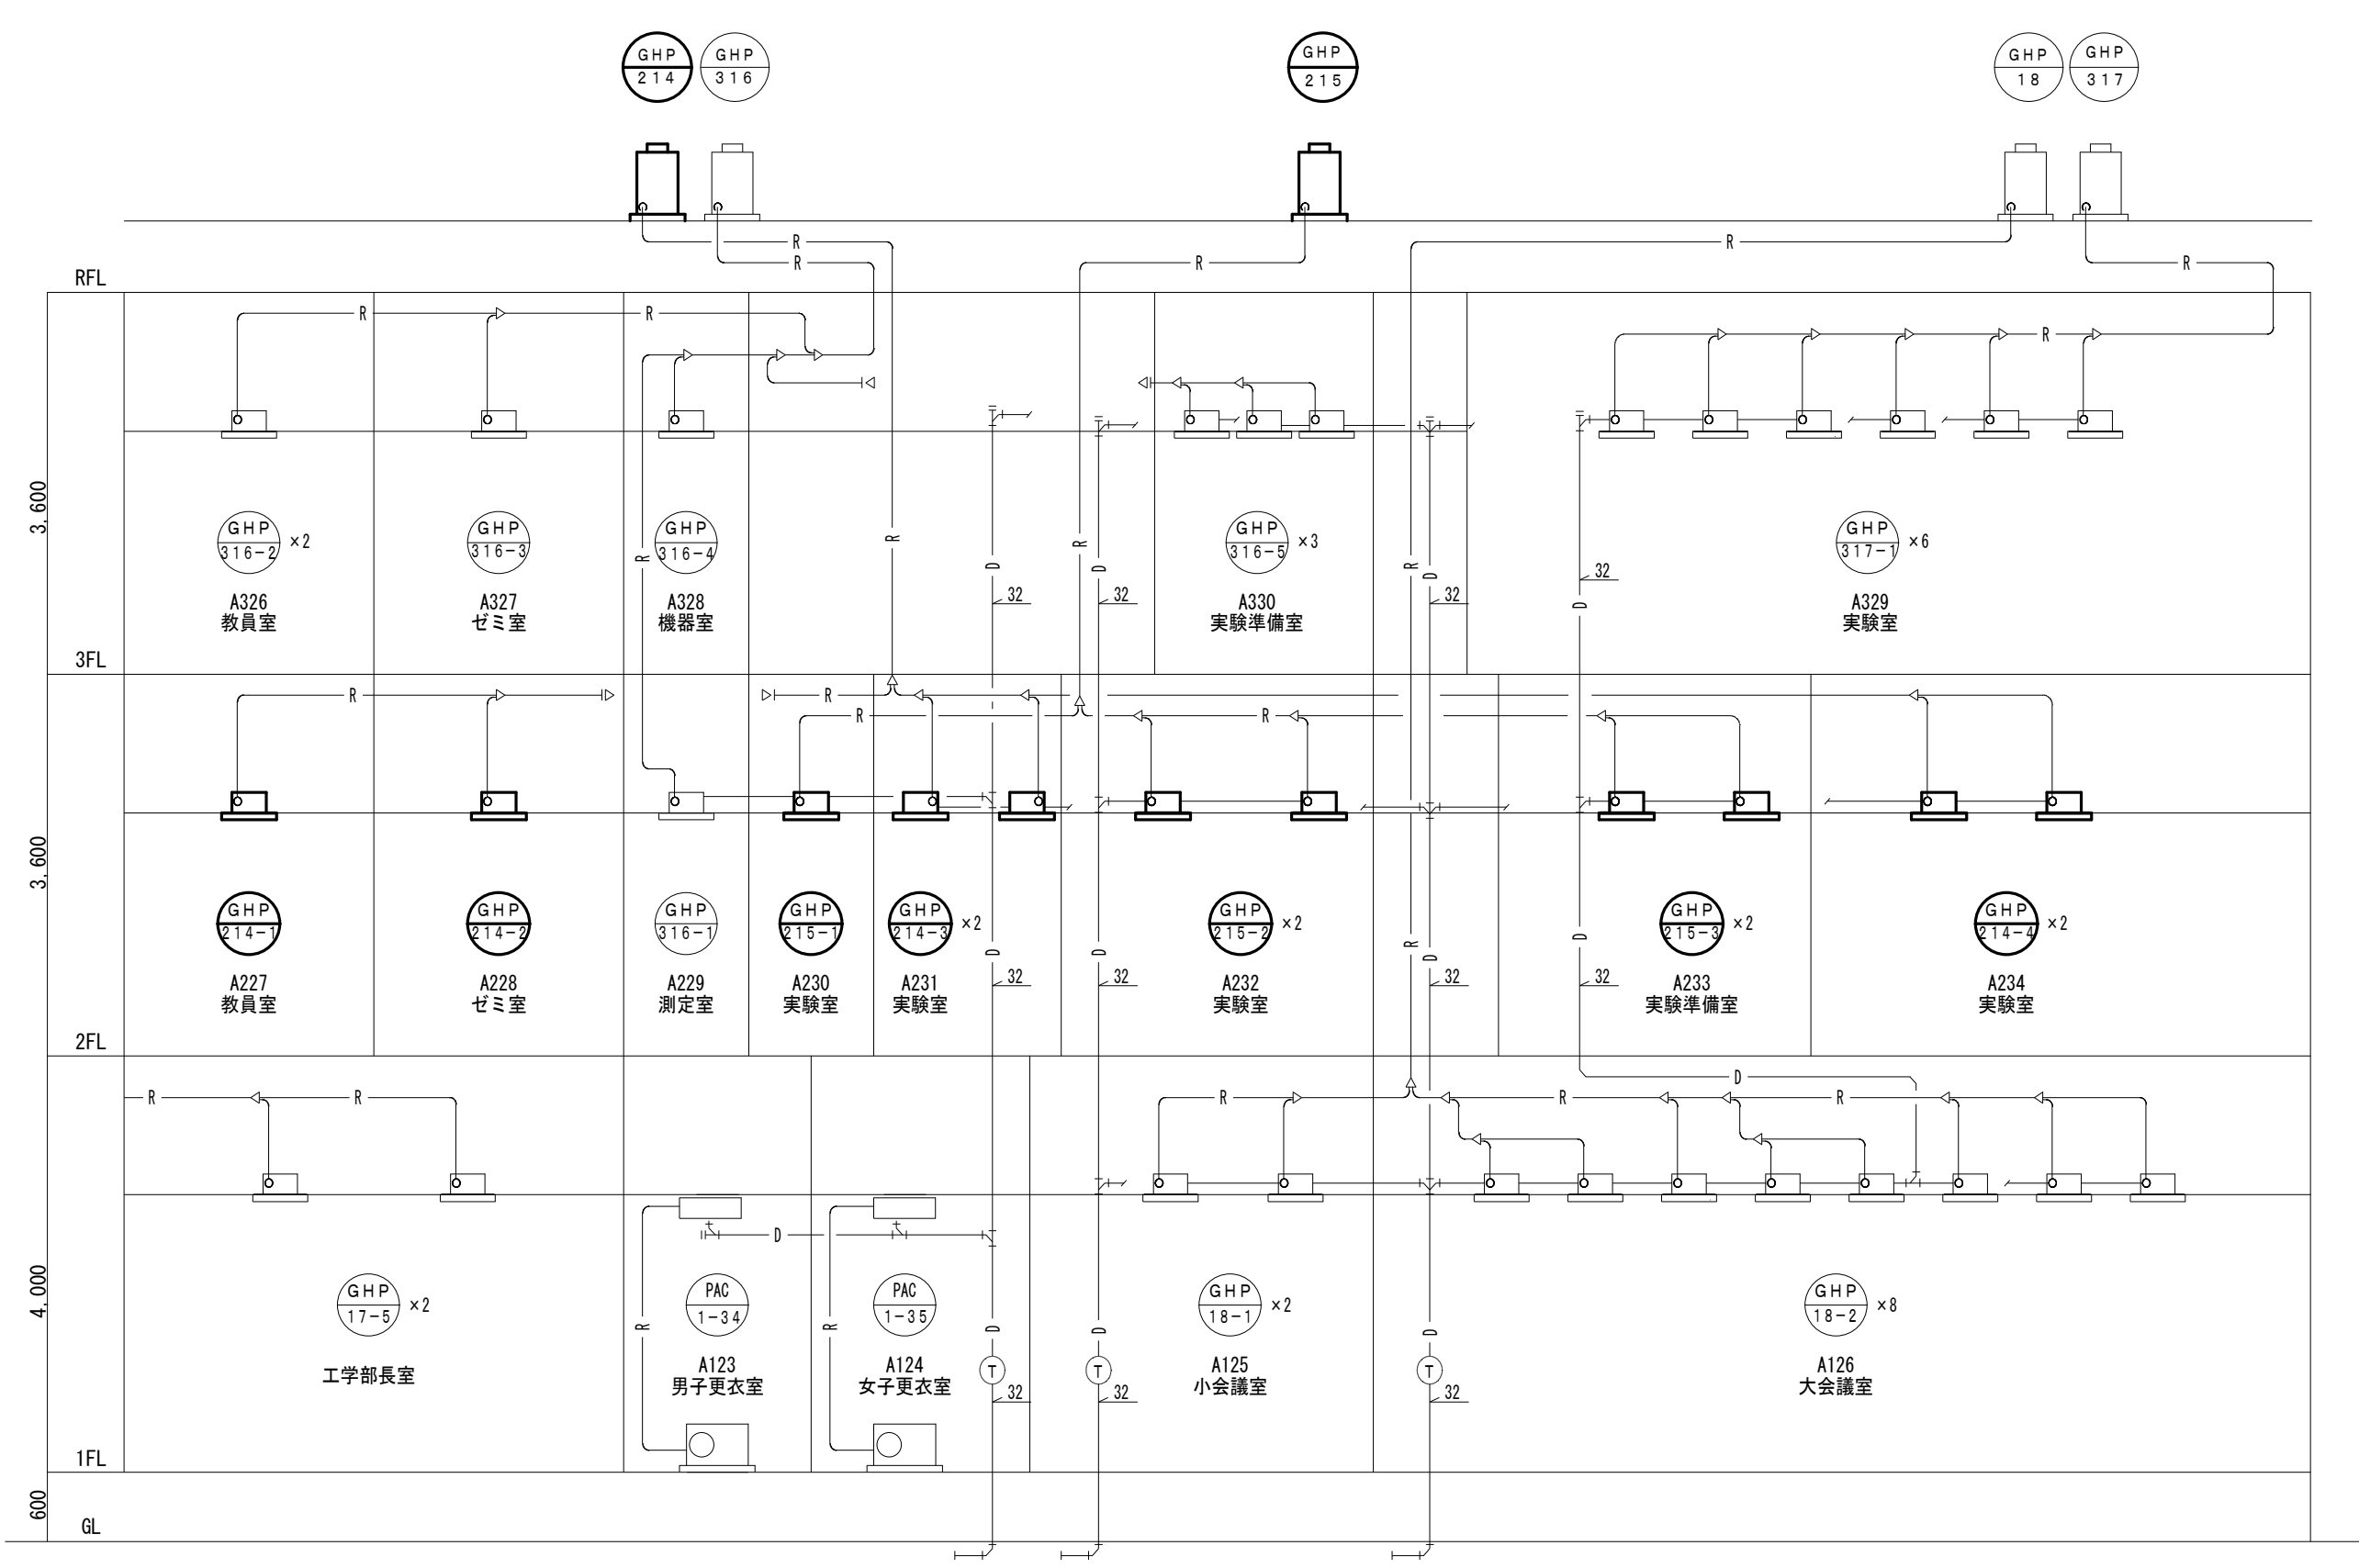 GHP
214
GHP
316
GHP
215
GHP
18
GHP
317
R
R
R
R
R
RFL
R
R
R
3,600
GHP
316-2
×2
GHP
316-3
GHP
316-4
GHP
316-5
×3
GHP
317-1
×6
R
R
D
R
D
R
D
D
32
32
32
32
A326
教員室
A327
ゼミ室
A328
機器室
A330
実験準備室
A329
実験室
3FL
R
R
R
R
3,600
GHP
214-1
GHP
214-2
GHP
316-1
GHP
215-1
GHP
214-3
×2
GHP
215-2
×2
GHP
215-3
×2
GHP
214-4
×2
D
D
R
D
D
32
32
32
32
A227
教員室
A228
ゼミ室
A229
測定室
A230
実験室
A231
実験室
A232
実験室
A233
実験準備室
A234
実験室
2FL
D
R
R
R
R
R
D
4,000
GHP
17-5
×2
PAC
1-34
PAC
1-35
GHP
18-1
×2
GHP
18-2
×8
R
R
D
D
D
工学部長室
A123
男子更衣室
A124
女子更衣室
A125
小会議室
A126
大会議室
T
T
T
32
32
32
1FL
600
GL